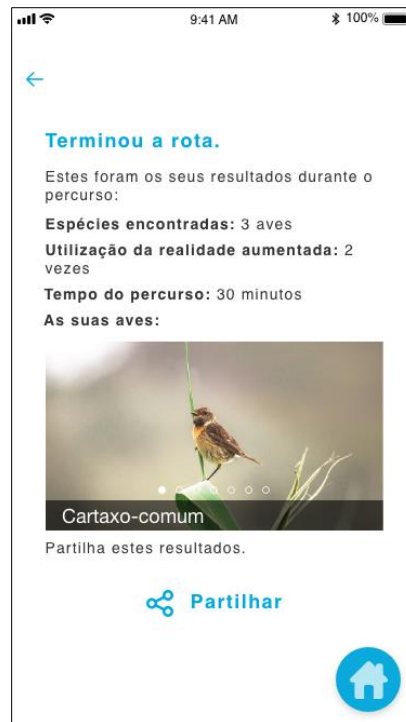 9:41 AM
100%
Terminou a rota.
Estes foram os seus resultados durante o
percurso:
Espécies encontradas: 3 aves
Utilização da realidade aumentada: 2
vezes
Tempo do percurso: 30 minutos
As suas aves:
Cartaxo-comum
Partilha estes resultados.
Partilhar